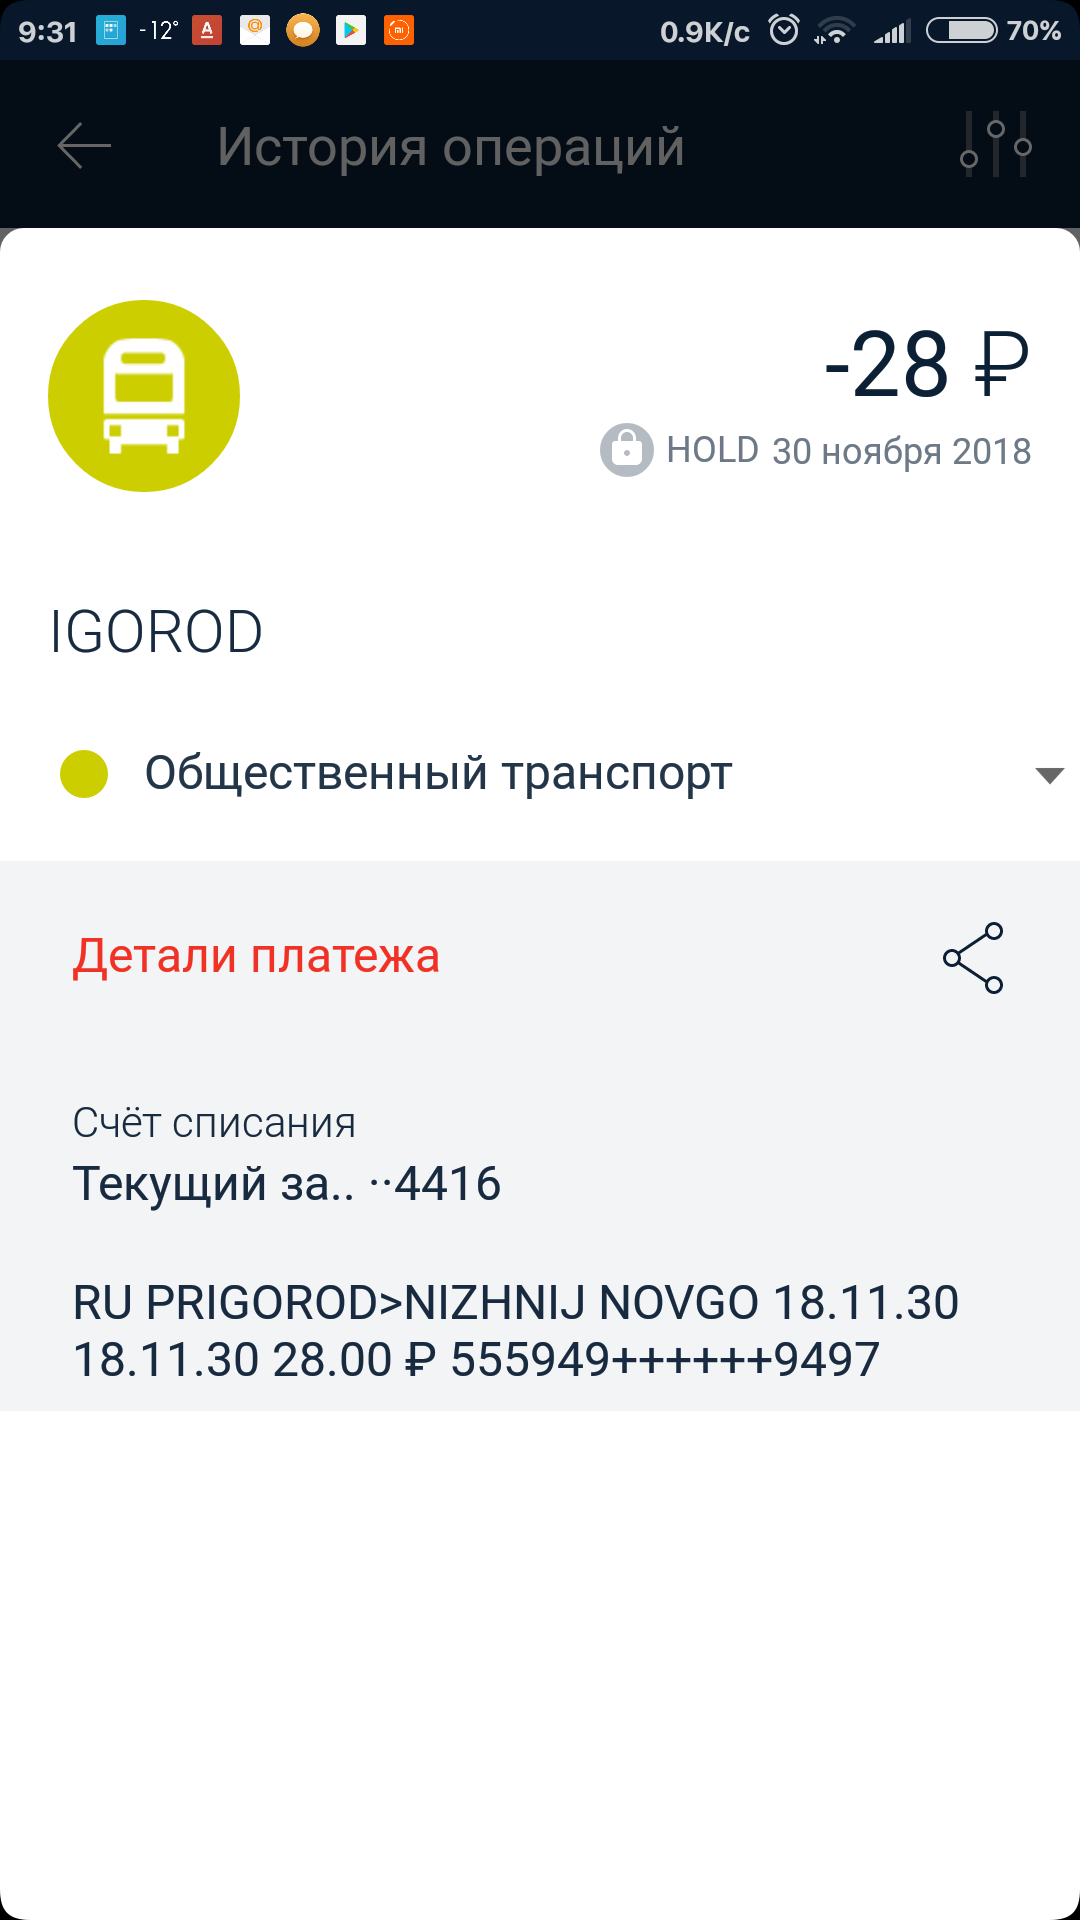 9:31 -12° A 0.9K/c 70%
История операций
-28 ₽
HOLD 30 ноября 2018
IGOROD
Общественный транспорт
Детали платежа
Счёт списания
Текущий за.. ··4416
RU PRIGOROD>NIZHNIJ NOVGO 18.11.30
18.11.30 28.00 ₽ 555949++++++9497